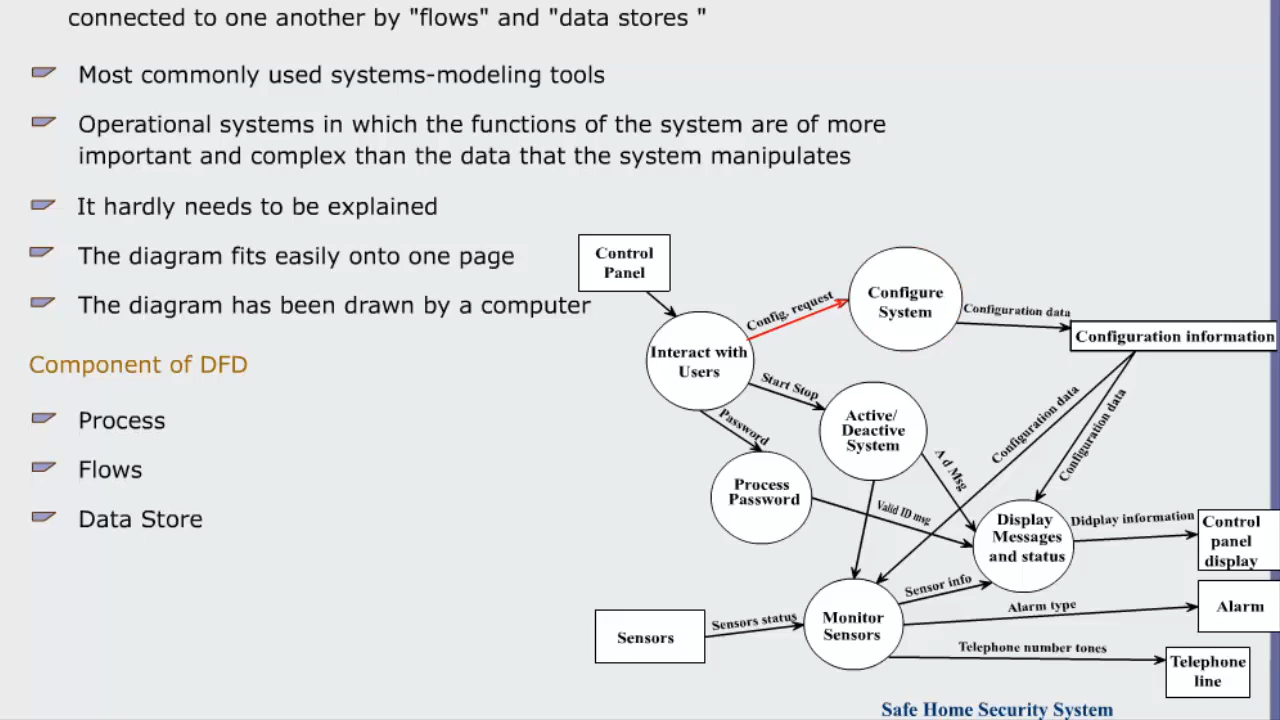 connected to one another by "flows" and "data stores "
Most commonly used systems-modeling tools
Operational systems in which the functions of the system are of more
important and complex than the data that the system manipulates
It hardly needs to be explained
The diagram fits easily onto one page
The diagram has been drawn by a computer
Component of DFD
Process
Flows
Data Store
Control
Panel
Config, request
Configure
System
Configuration data
Configuration information
Interact with
Users
Start Stop
Password
Active/
Deactive
System
Configuration data
Configuration data
A d Msg
Process
Password
Valid ID msg
Display
Messages
and status
Didplay information
Control
panel
display
Sensors
Sensors status
Monitor
Sensors
Sensor info
Alarm type
Alarm
Telephone number tones
Telephone
line
Safe Home Security System